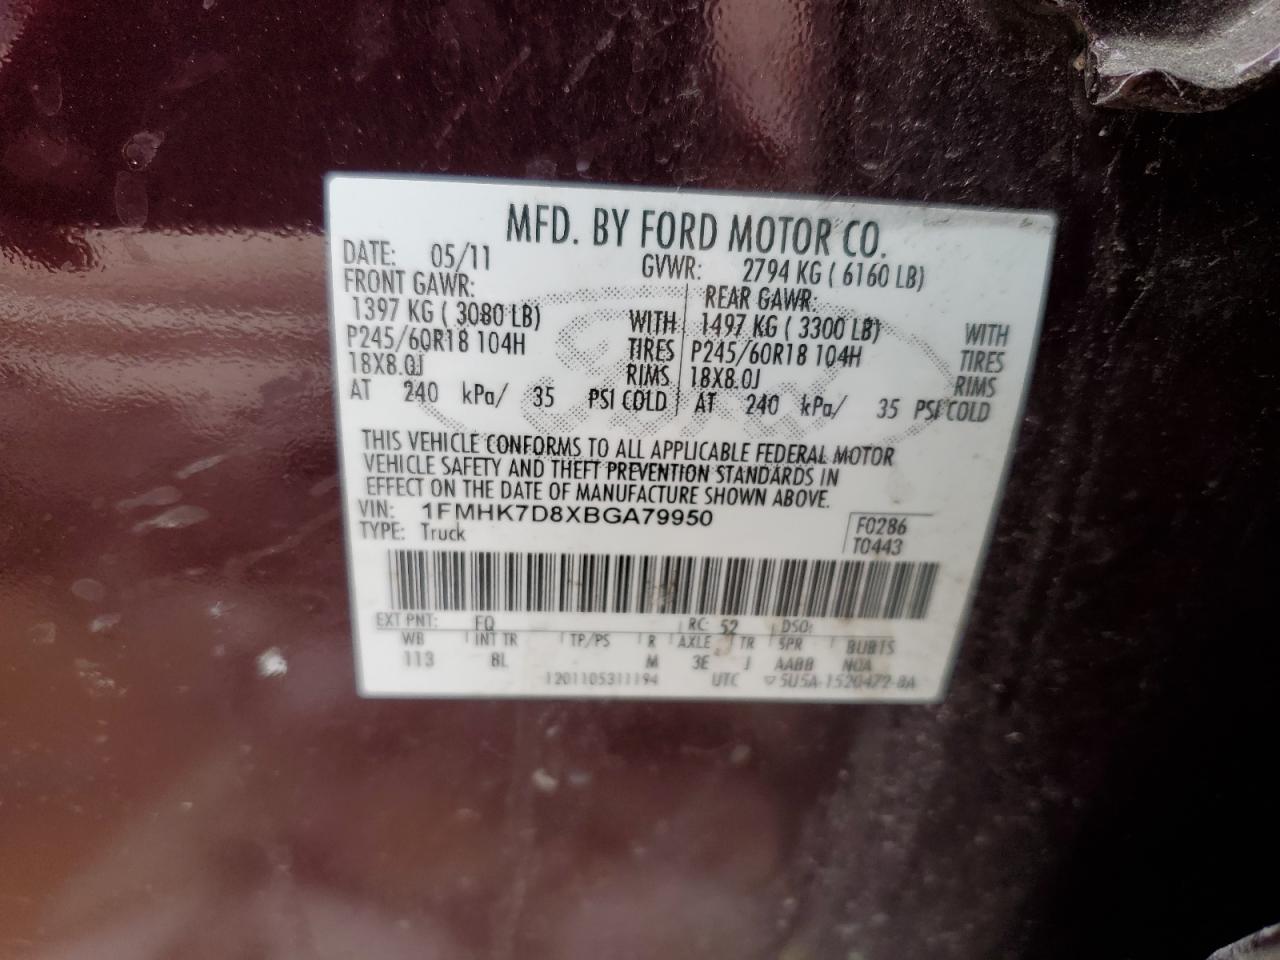 MFD. BY FORD MOTOR CO.
DATE: 05/11 GVWR: 2794 KG ( 6160 LB)
FRONT GAWR: REAR GAWR:
1397 KG ( 3080 LB) WITH 1497 KG ( 3300 LB) WITH
P245/60R18 104H TIRES P245/60R18 104H TIRES
18X8.0J RIMS 18X8.0J RIMS
AT 240 kPa/ 35 PSI COLD AT 240 kPa/ 35 PSI COLD
THIS VEHICLE CONFORMS TO ALL APPLICABLE FEDERAL MOTOR
VEHICLE SAFETY AND THEFT PREVENTION STANDARDS IN
EFFECT ON THE DATE OF MANUFACTURE SHOWN ABOVE.
VIN: 1FMHK7D8XBGA79950
TYPE: Truck
F0286
T0443
EXT PNT: FQ RC: 52 DSO:
WB INT TR TP/PS R AXLE TR SPR BUBTS
113 8L M 3E J AABB NOA
1201105311194 UTC ▽5U5A-1520472-8A